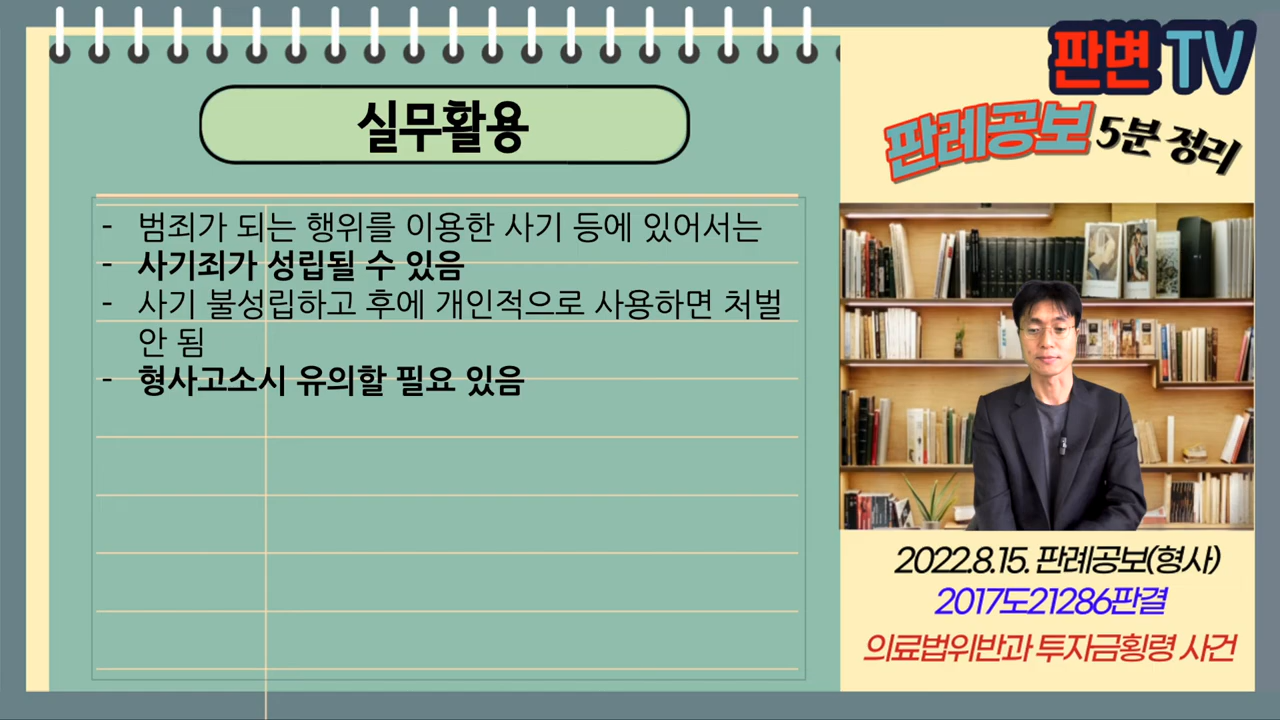 실무활용
- 범죄가 되는 행위를 이용한 사기 등에 있어서는
- 사기죄가 성립될 수 있음
- 사기 불성립하고 후에 개인적으로 사용하면 처벌
안 됨
- 형사고소시 유의할 필요 있음
판변 TV
판례공보 5분 정리
2022.8.15. 판례공보(형사)
2017도21286판결
의료법위반과 투자금횡령 사건